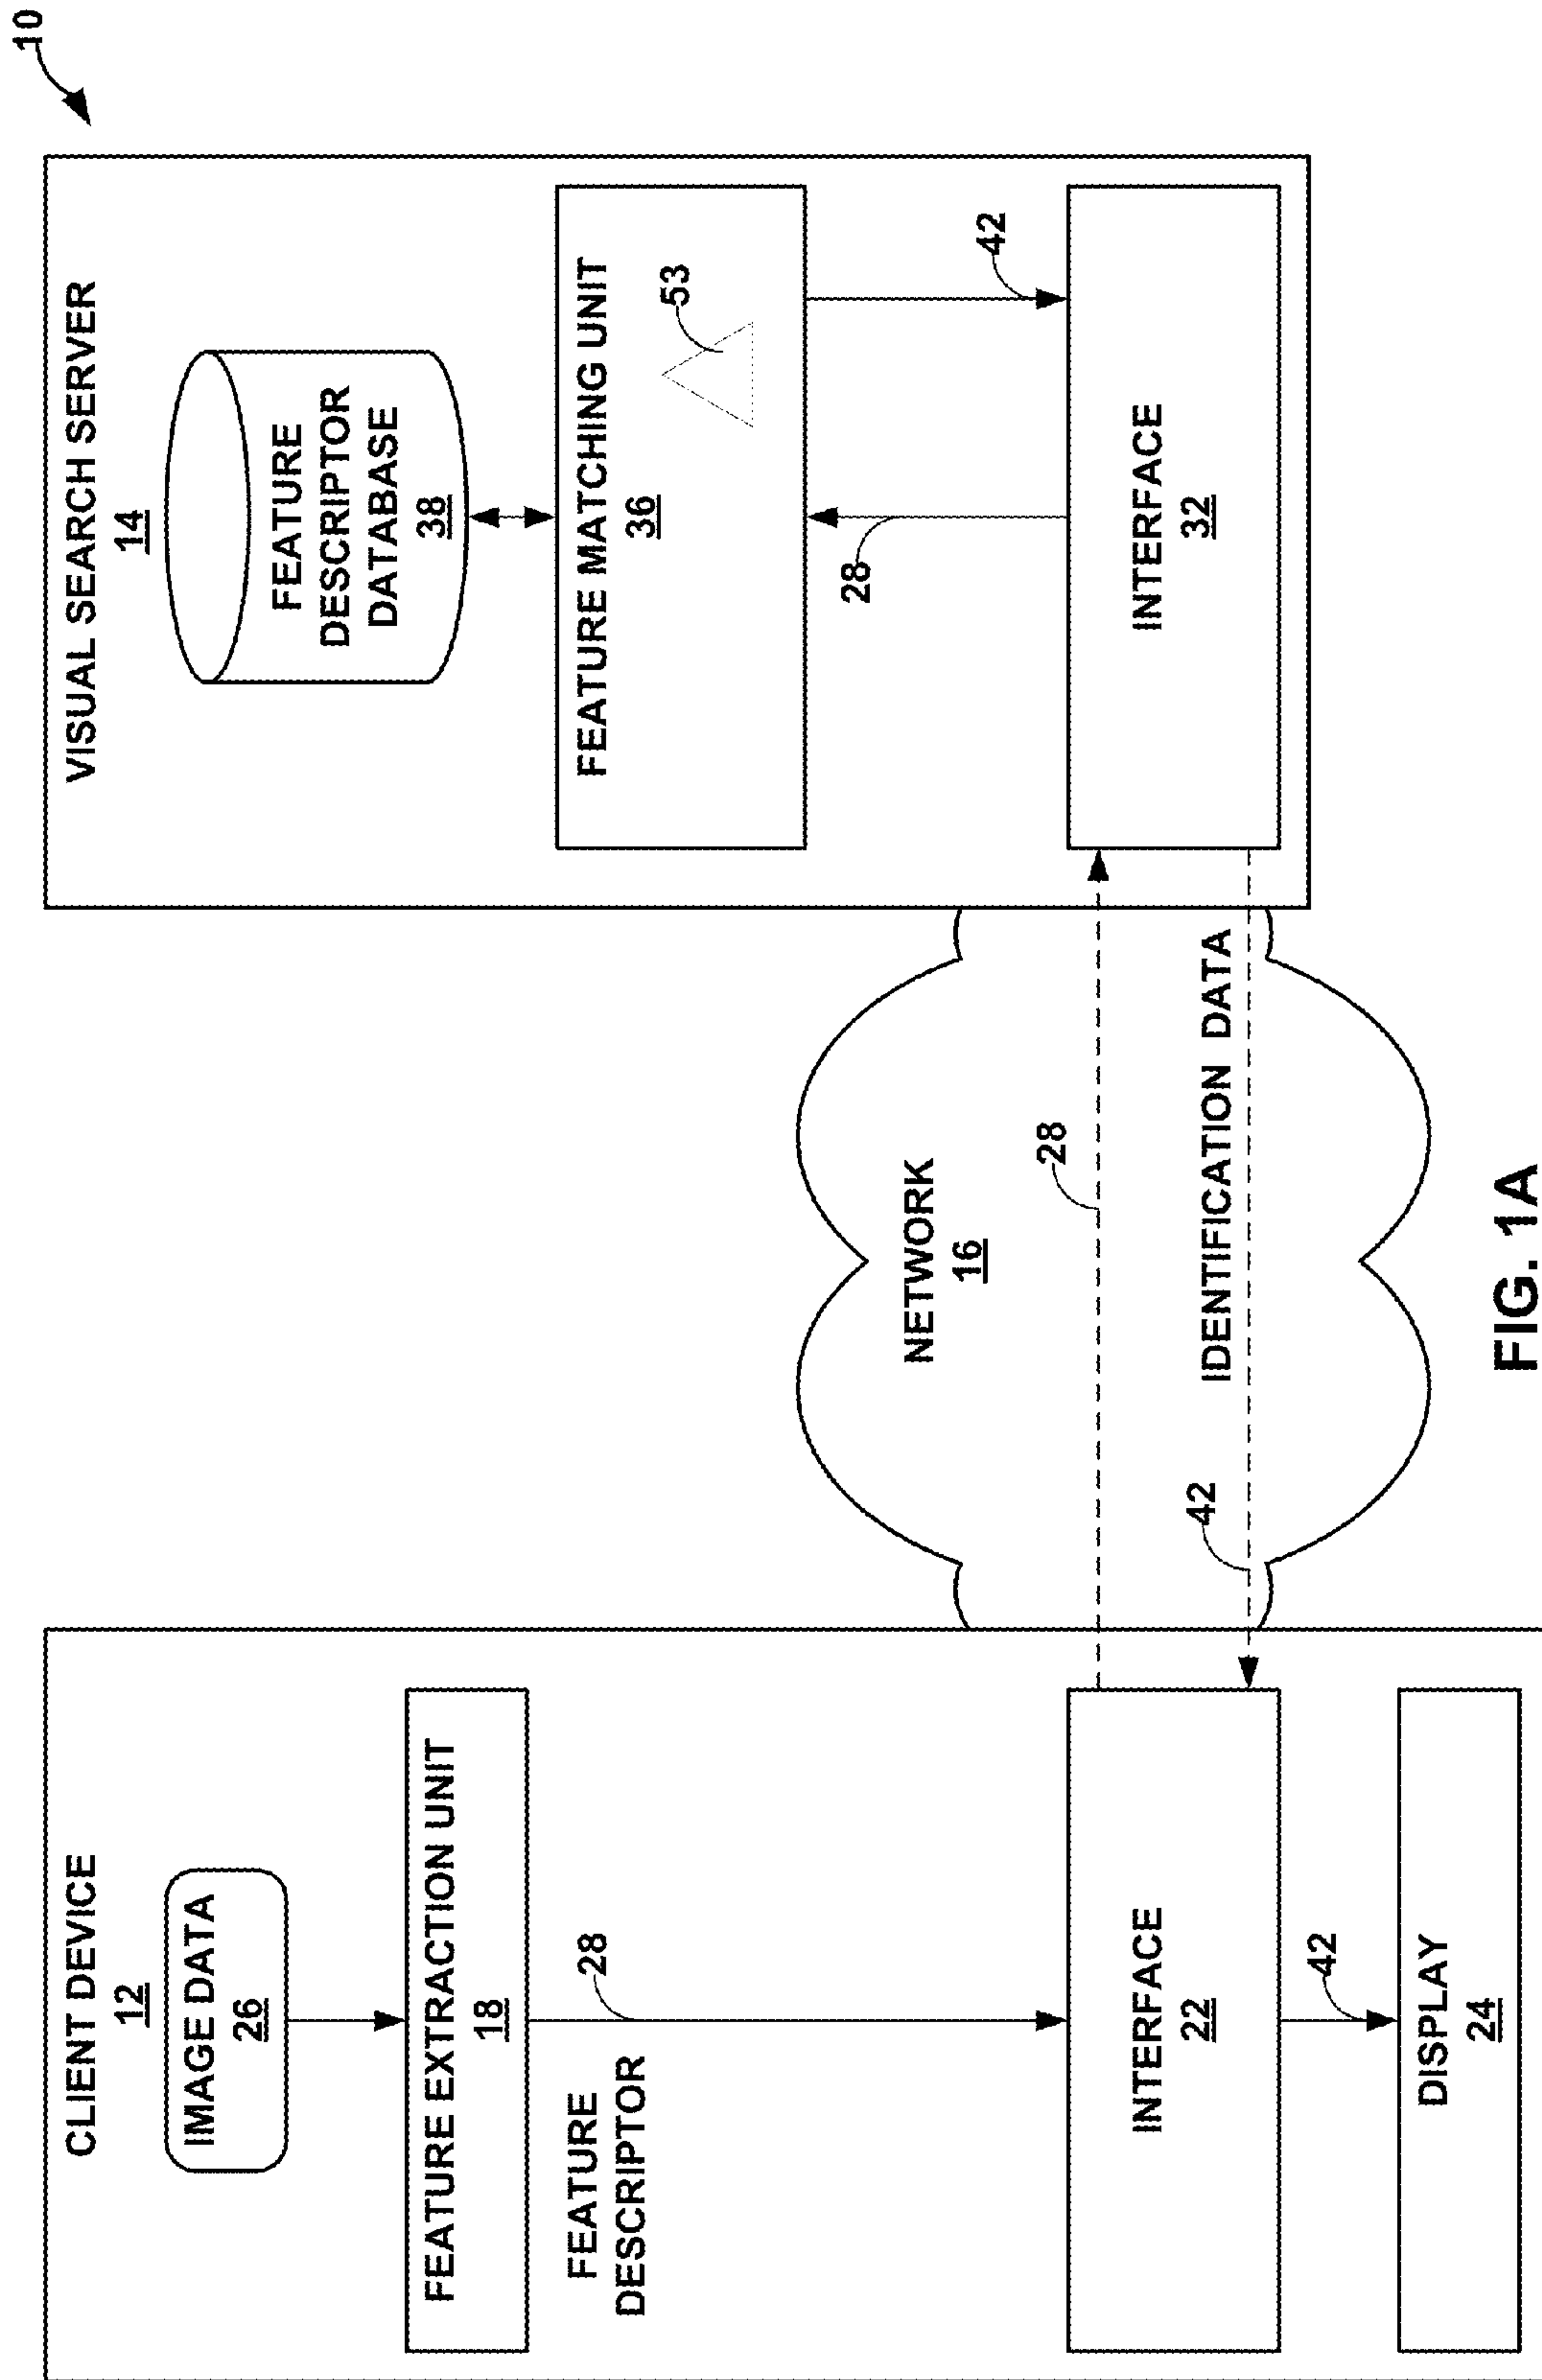 10
CLIENT DEVICE
12
IMAGE DATA
26
FEATURE EXTRACTION UNIT
18
FEATURE
DESCRIPTOR
28
INTERFACE
22
42
DISPLAY
24
NETWORK
16
28
IDENTIFICATION DATA
42
VISUAL SEARCH SERVER
14
FEATURE
DESCRIPTOR
DATABASE
38
FEATURE MATCHING UNIT
36
53
28
42
INTERFACE
32
FIG. 1A